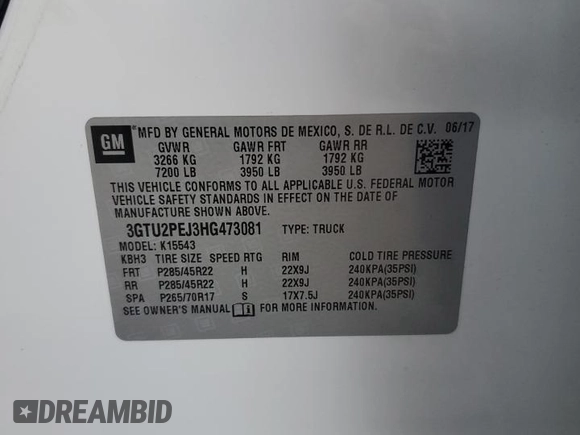 GM
MFD BY GENERAL MOTORS DE MEXICO, S. DE R.L. DE C.V. 06/17
GVWR GAWR FRT GAWR RR
3266 KG 1792 KG 1792 KG
7200 LB 3950 LB 3950 LB
THIS VEHICLE CONFORMS TO ALL APPLICABLE U.S. FEDERAL MOTOR
VEHICLE SAFETY STANDARDS IN EFFECT ON THE DATE OF
MANUFACTURE SHOWN ABOVE.
3GTU2PEJ3HG473081 TYPE: TRUCK
MODEL: K15543
KBH3 TIRE SIZE SPEED RTG RIM COLD TIRE PRESSURE
FRT P285/45R22 H 22X9J 240KPA(35PSI)
RR P285/45R22 H 22X9J 240KPA(35PSI)
SPA P265/70R17 S 17X7.5J 240KPA(35PSI)
SEE OWNER'S MANUAL FOR MORE INFORMATION.
DREAMBID